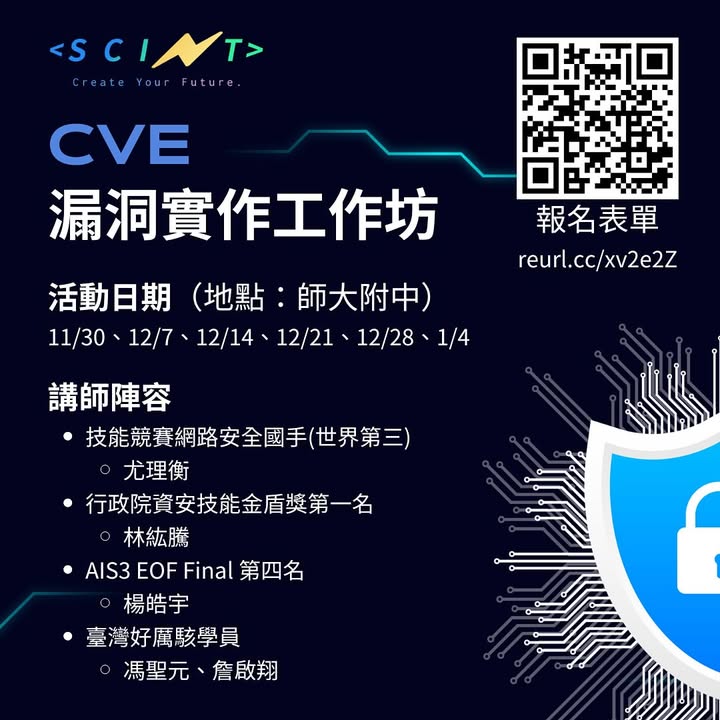 <SCINT>
Create Your Future.
CVE
漏洞實作工作坊
報名表單
reurl.cc/xv2e2Z
活動日期（地點：師大附中）
11/30、12/7、12/14、12/21、12/28、1/4
講師陣容
• 技能競賽網路安全國手(世界第三)
○ 尤理衡
• 行政院資安技能金盾獎第一名
○ 林紘騰
• AIS3 EOF Final 第四名
○ 楊皓宇
• 臺灣好厲駭學員
○ 馮聖元、詹啟翔